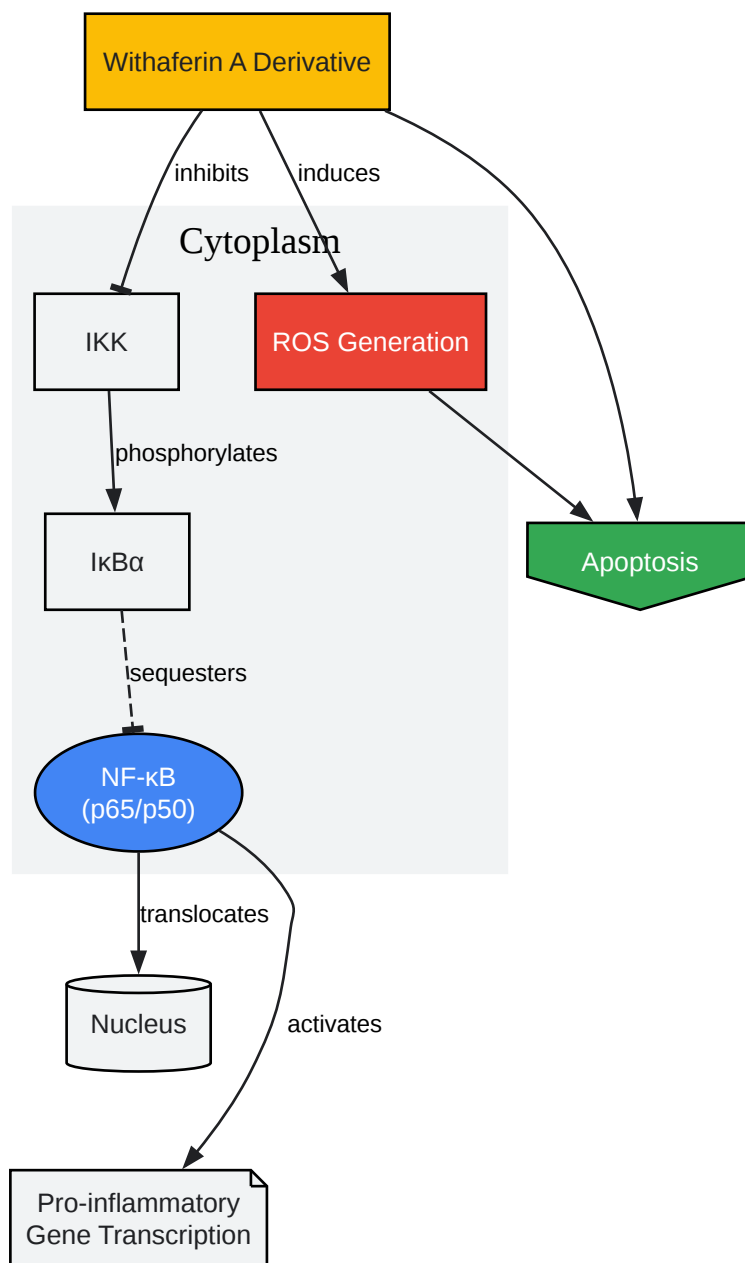 Withaferin A Derivative
inhibits
induces
Cytoplasm
IKK
ROS Generation
phosphorylates
IκBα
Apoptosis
sequesters
NF-κB
(p65/p50)
translocates
Nucleus
activates
Pro-inflammatory
Gene Transcription